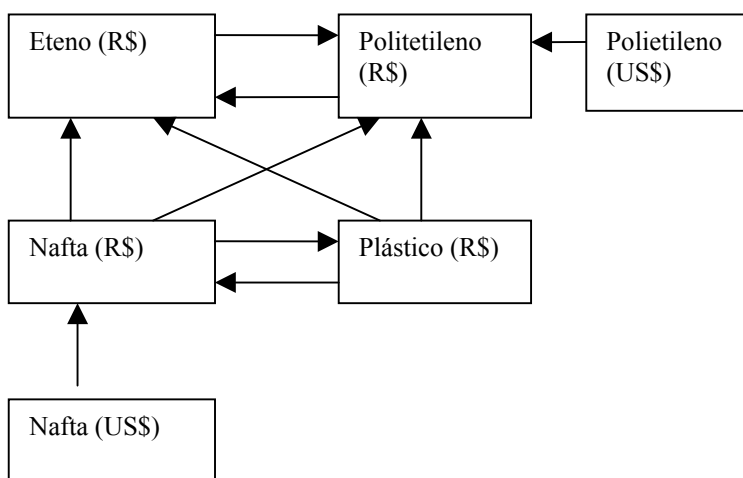 Eteno (R$)
Politetileno
(R$)
Polietileno
(US$)
Nafta (R$)
Plástico (R$)
Nafta (US$)